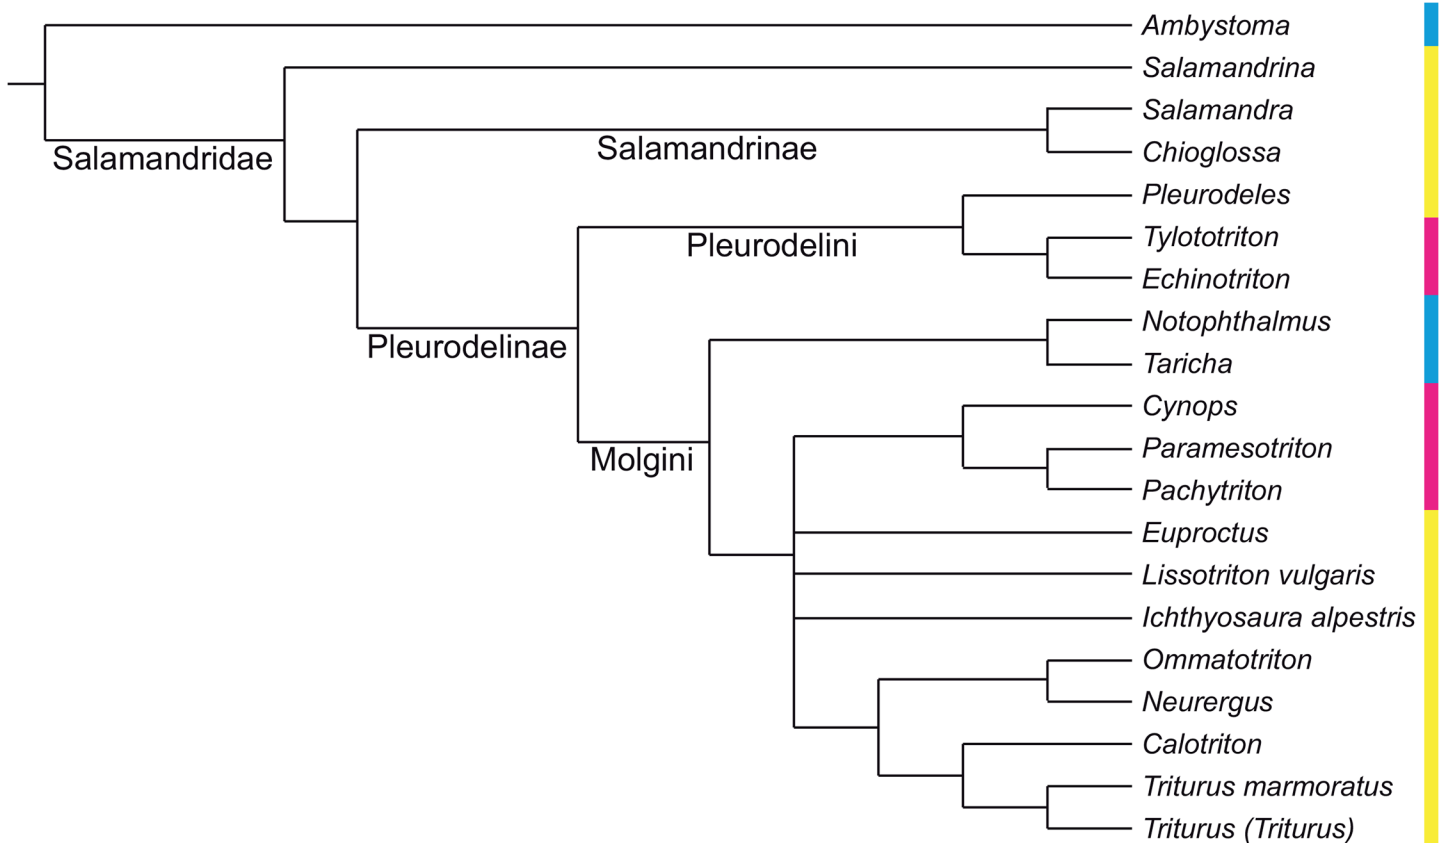 Ambystoma
Salamandrina
Salamandra
Salamandrinae
Salamandridae
Chioglossa
Pleurodeles
Tylototriton
Pleurodelini
Echinotriton
Notophthalmus
Pleurodelinae
Taricha
Cynops
Paramesotriton
Molgini
Pachytriton
Euproctus
Lissotriton vulgaris
Ichthyosaura alpestris
Ommatotriton
Neurergus
Calotriton
Triturus marmoratus
Triturus (Triturus)